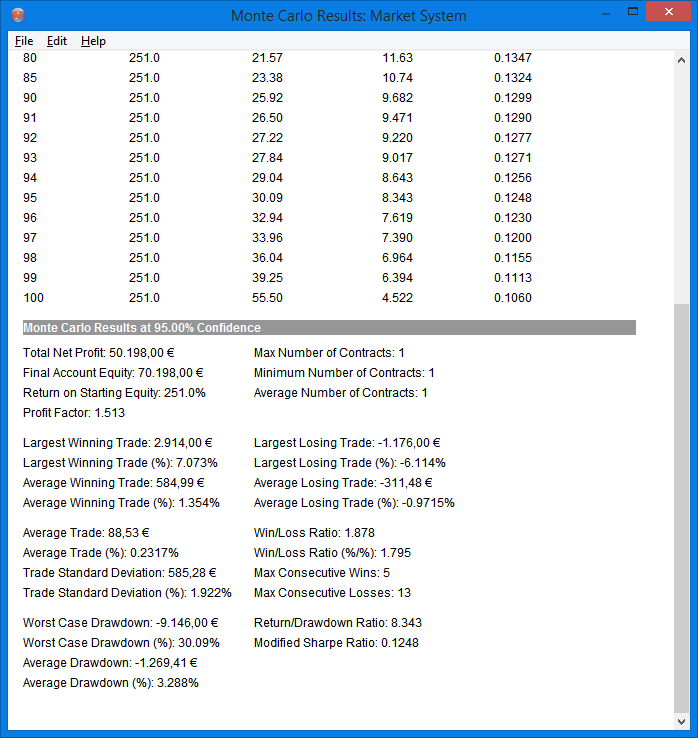 Monte Carlo Results: Market System
File Edit Help
80 251.0 21.57 11.63 0.1347
85 251.0 23.38 10.74 0.1324
90 251.0 25.92 9.682 0.1299
91 251.0 26.50 9.471 0.1290
92 251.0 27.22 9.220 0.1277
93 251.0 27.84 9.017 0.1271
94 251.0 29.04 8.643 0.1256
95 251.0 30.09 8.343 0.1248
96 251.0 32.94 7.619 0.1230
97 251.0 33.96 7.390 0.1200
98 251.0 36.04 6.964 0.1155
99 251.0 39.25 6.394 0.1113
100 251.0 55.50 4.522 0.1060
Monte Carlo Results at 95.00% Confidence
Total Net Profit: 50.198,00 € Max Number of Contracts: 1
Final Account Equity: 70.198,00 € Minimum Number of Contracts: 1
Return on Starting Equity: 251.0% Average Number of Contracts: 1
Profit Factor: 1.513
Largest Winning Trade: 2.914,00 € Largest Losing Trade: -1.176,00 €
Largest Winning Trade (%): 7.073% Largest Losing Trade (%): -6.114%
Average Winning Trade: 584,99 € Average Losing Trade: -311,48 €
Average Winning Trade (%): 1.354% Average Losing Trade (%): -0.9715%
Average Trade: 88,53 € Win/Loss Ratio: 1.878
Average Trade (%): 0.2317% Win/Loss Ratio (%/%): 1.795
Trade Standard Deviation: 585,28 € Max Consecutive Wins: 5
Trade Standard Deviation (%): 1.922% Max Consecutive Losses: 13
Worst Case Drawdown: -9.146,00 € Return/Drawdown Ratio: 8.343
Worst Case Drawdown (%): 30.09% Modified Sharpe Ratio: 0.1248
Average Drawdown: -1.269,41 €
Average Drawdown (%): 3.288%